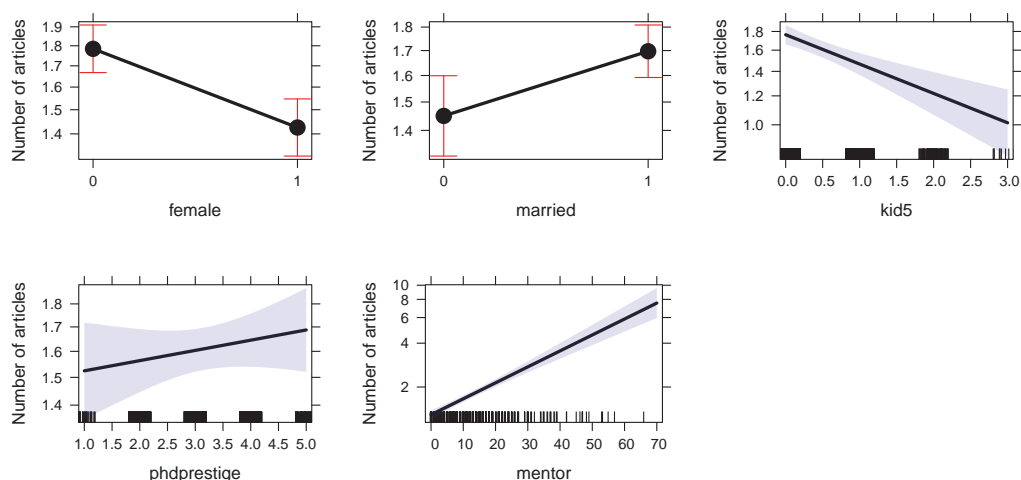 Number of articles
1.9
1.8
1.7
1.6
1.5
1.4
0 1
female
Number of articles
1.8
1.7
1.6
1.5
1.4
0 1
married
Number of articles
1.8
1.6
1.4
1.2
1.0
0.0 0.5 1.0 1.5 2.0 2.5 3.0
kid5
Number of articles
1.8
1.7
1.6
1.5
1.4
1.0 1.5 2.0 2.5 3.0 3.5 4.0 4.5 5.0
phdprestige
Number of articles
10
8
6
4
2
0 10 20 30 40 50 60 70
mentor